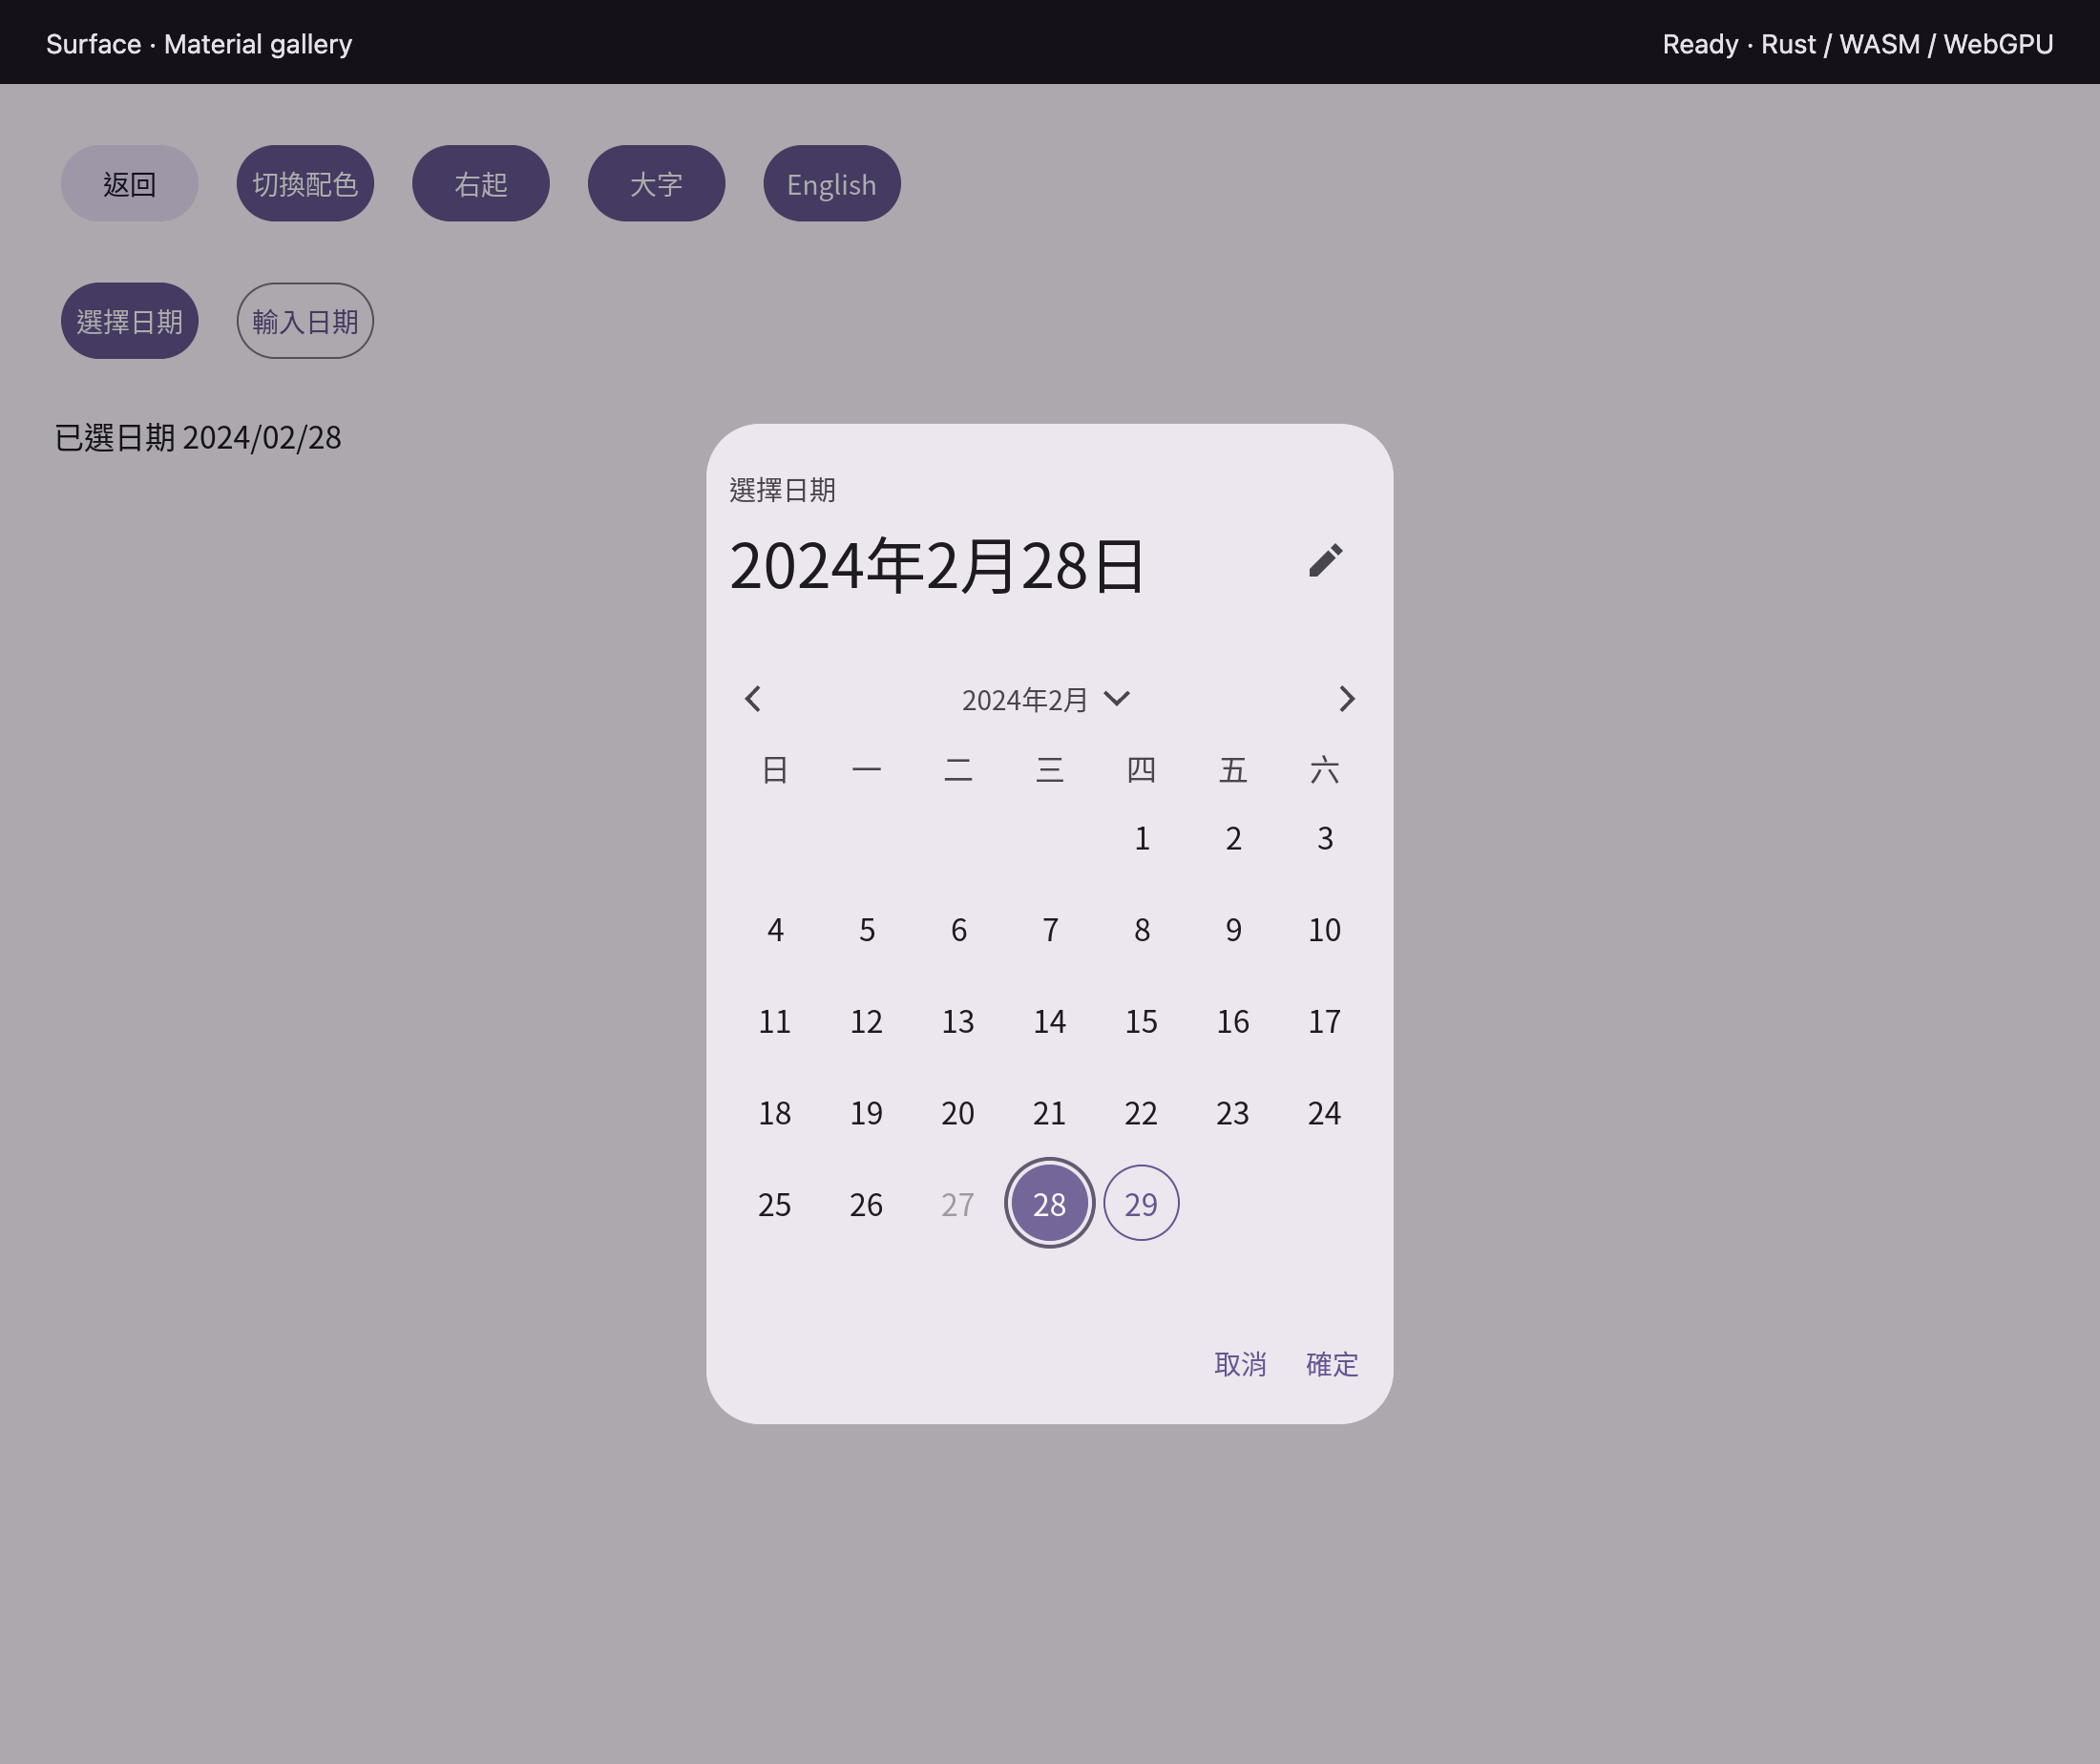 Surface · Material gallery
Ready · Rust / WASM / WebGPU
返回 切換配色 右起 大字 English
選擇日期 輸入日期
已選日期 2024/02/28
選擇日期
2024年2月28日
2024年2月
日 一 二 三 四 五 六
1 2 3
4 5 6 7 8 9 10
11 12 13 14 15 16 17
18 19 20 21 22 23 24
25 26 27 28 29
取消 確定